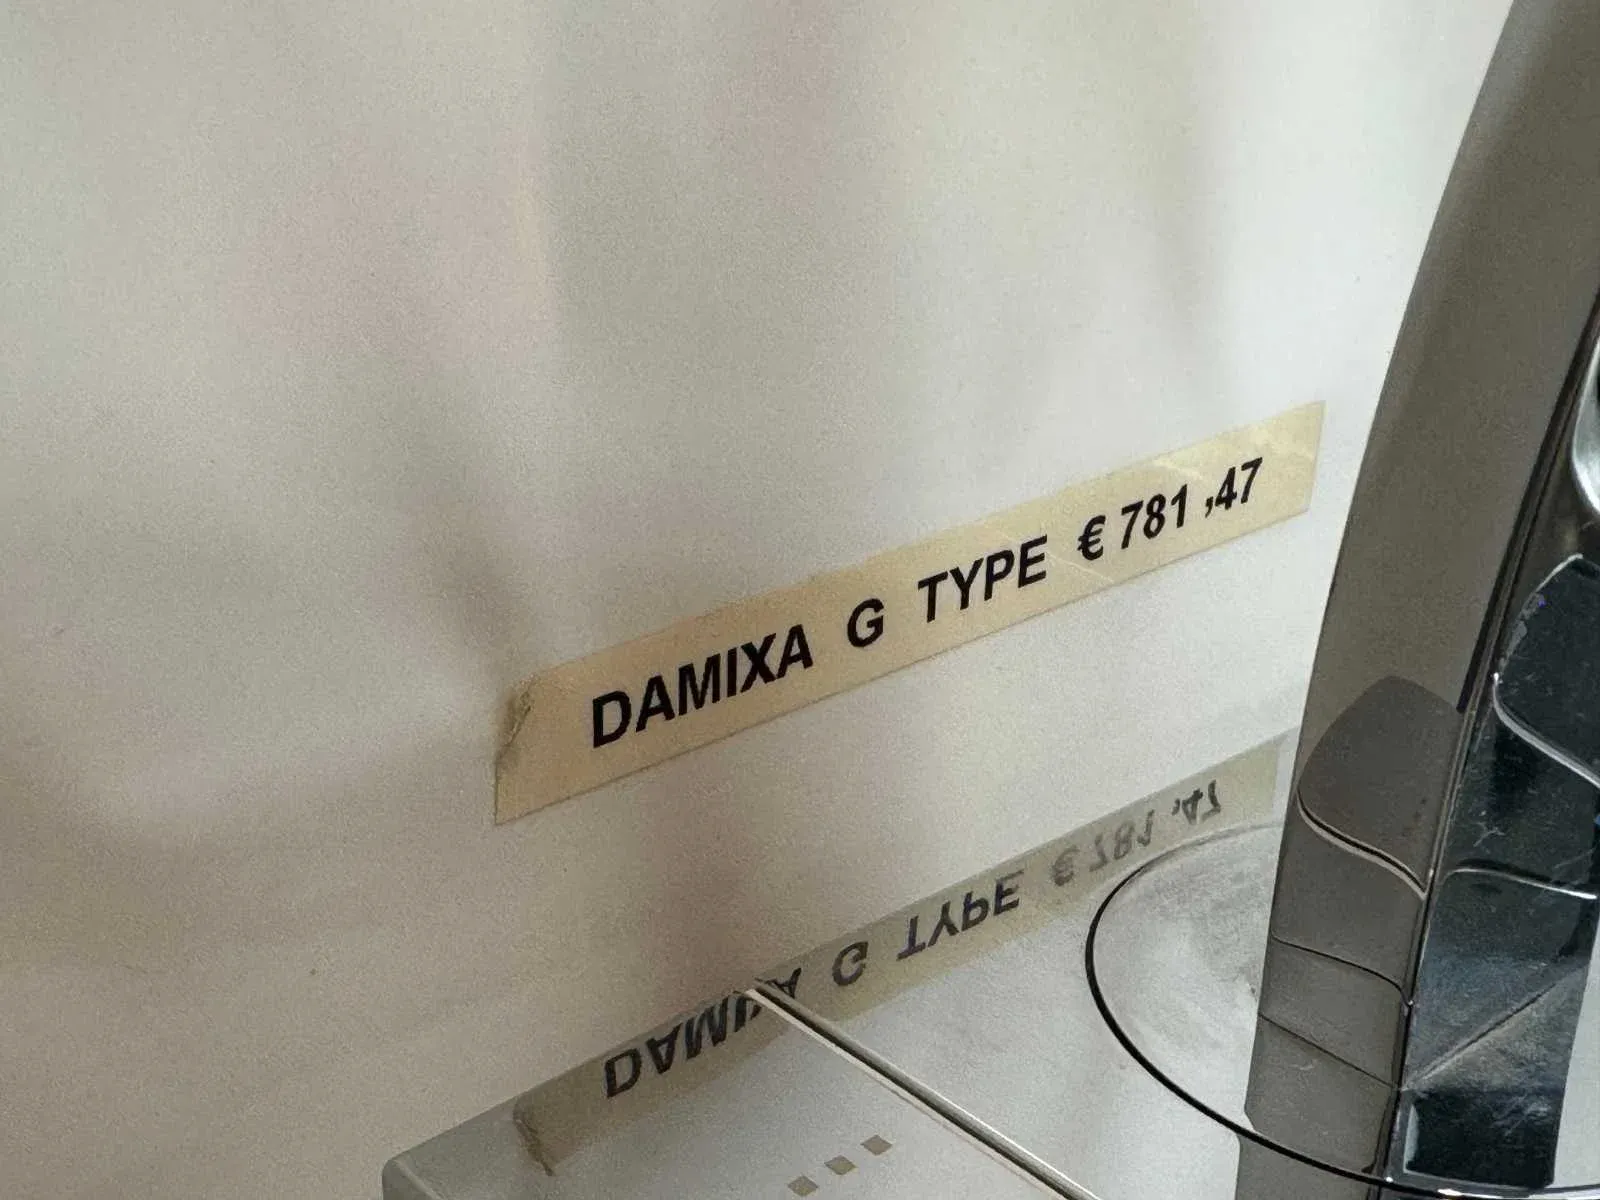 DAMIXA G TYPE € 781 ,47